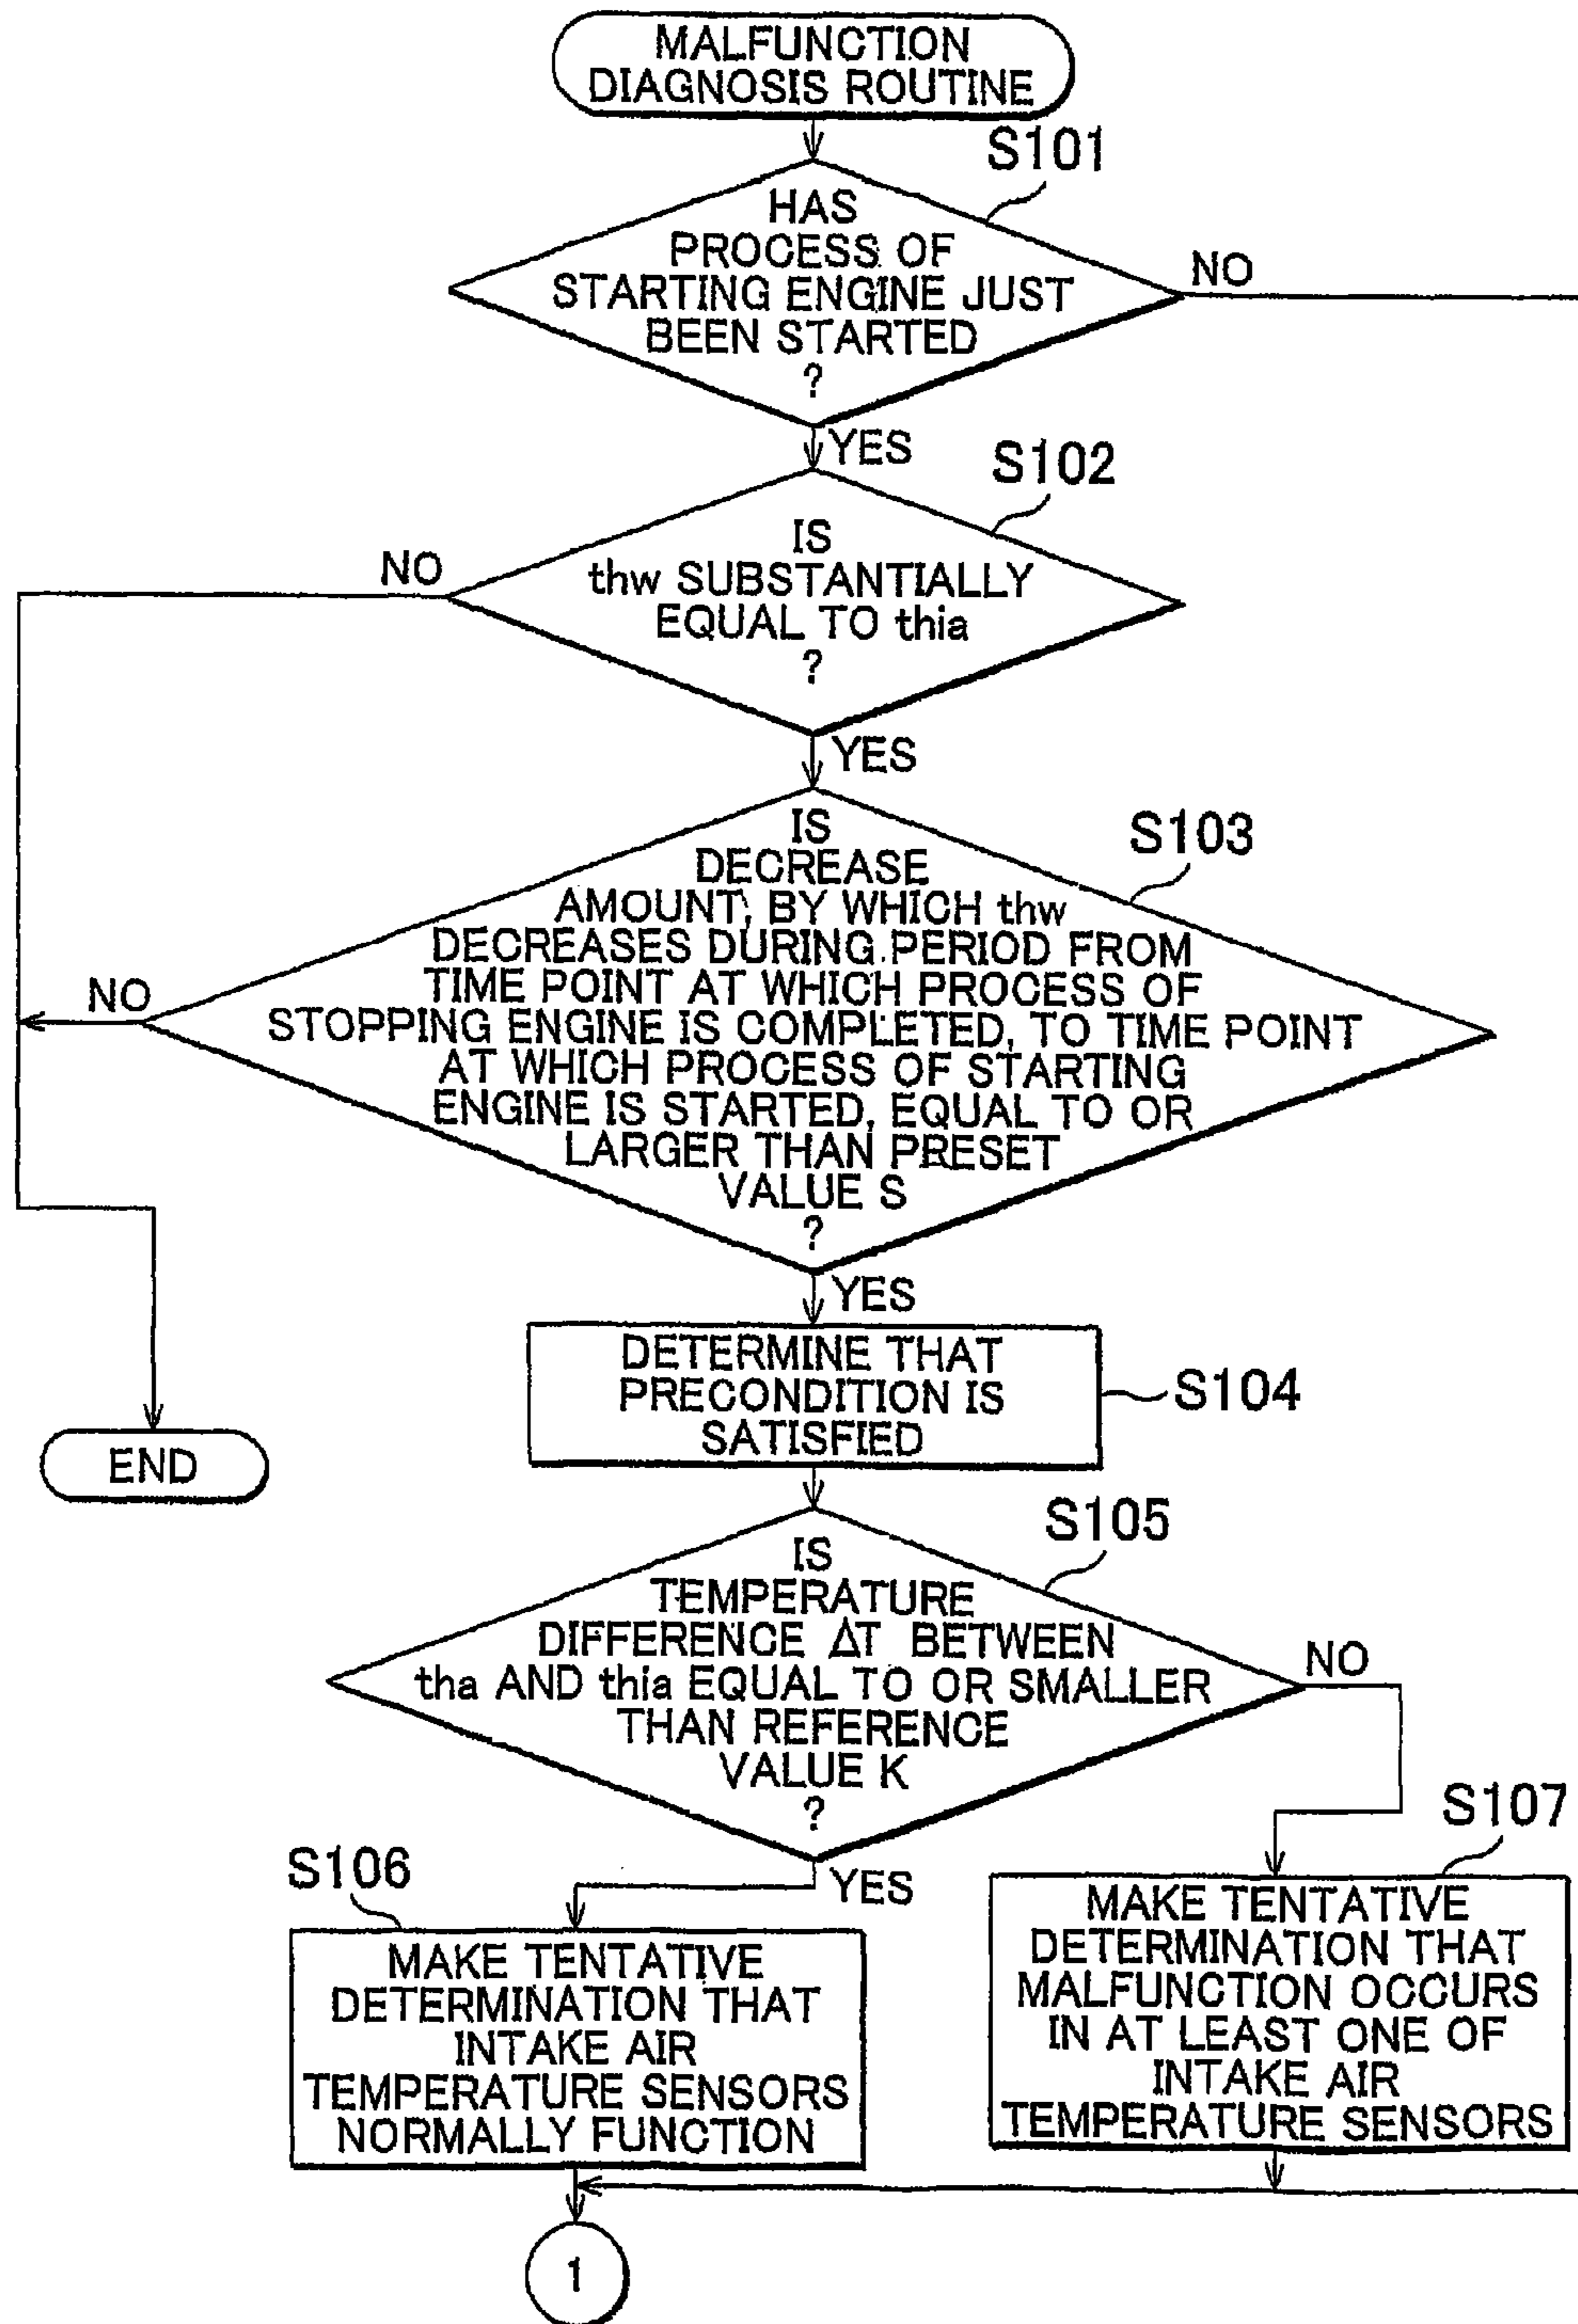 MALFUNCTION
DIAGNOSIS ROUTINE
S101
HAS
PROCESS OF
STARTING ENGINE JUST
BEEN STARTED
?
NO
YES
S102
IS
thw SUBSTANTIALLY
EQUAL TO thia
?
NO
YES
S103
IS
DECREASE
AMOUNT, BY WHICH thw
DECREASES DURING PERIOD FROM
TIME POINT AT WHICH PROCESS OF
STOPPING ENGINE IS COMPLETED, TO TIME POINT
AT WHICH PROCESS OF STARTING
ENGINE IS STARTED, EQUAL TO OR
LARGER THAN PRESET
VALUE S
?
NO
YES
DETERMINE THAT
PRECONDITION IS
SATISFIED
S104
END
S105
IS
TEMPERATURE
DIFFERENCE ΔT BETWEEN
tha AND thia EQUAL TO OR SMALLER
THAN REFERENCE
VALUE K
?
NO
YES
S106
MAKE TENTATIVE
DETERMINATION THAT
INTAKE AIR
TEMPERATURE SENSORS
NORMALLY FUNCTION
S107
MAKE TENTATIVE
DETERMINATION THAT
MALFUNCTION OCCURS
IN AT LEAST ONE OF
INTAKE AIR
TEMPERATURE SENSORS
1